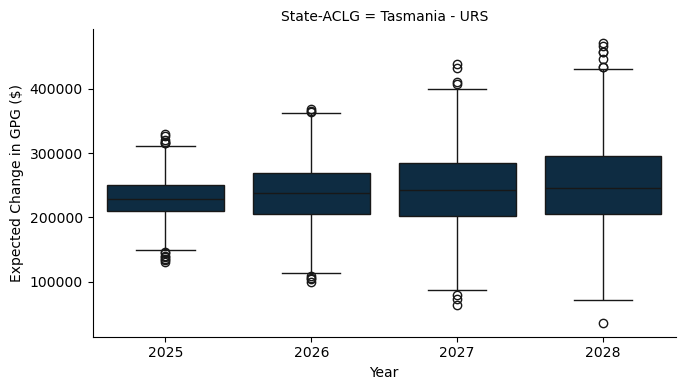 State-ACLG = Tasmania - URS
Expected Change in GPG ($)
400000
300000
200000
100000
2025 2026 2027 2028
Year